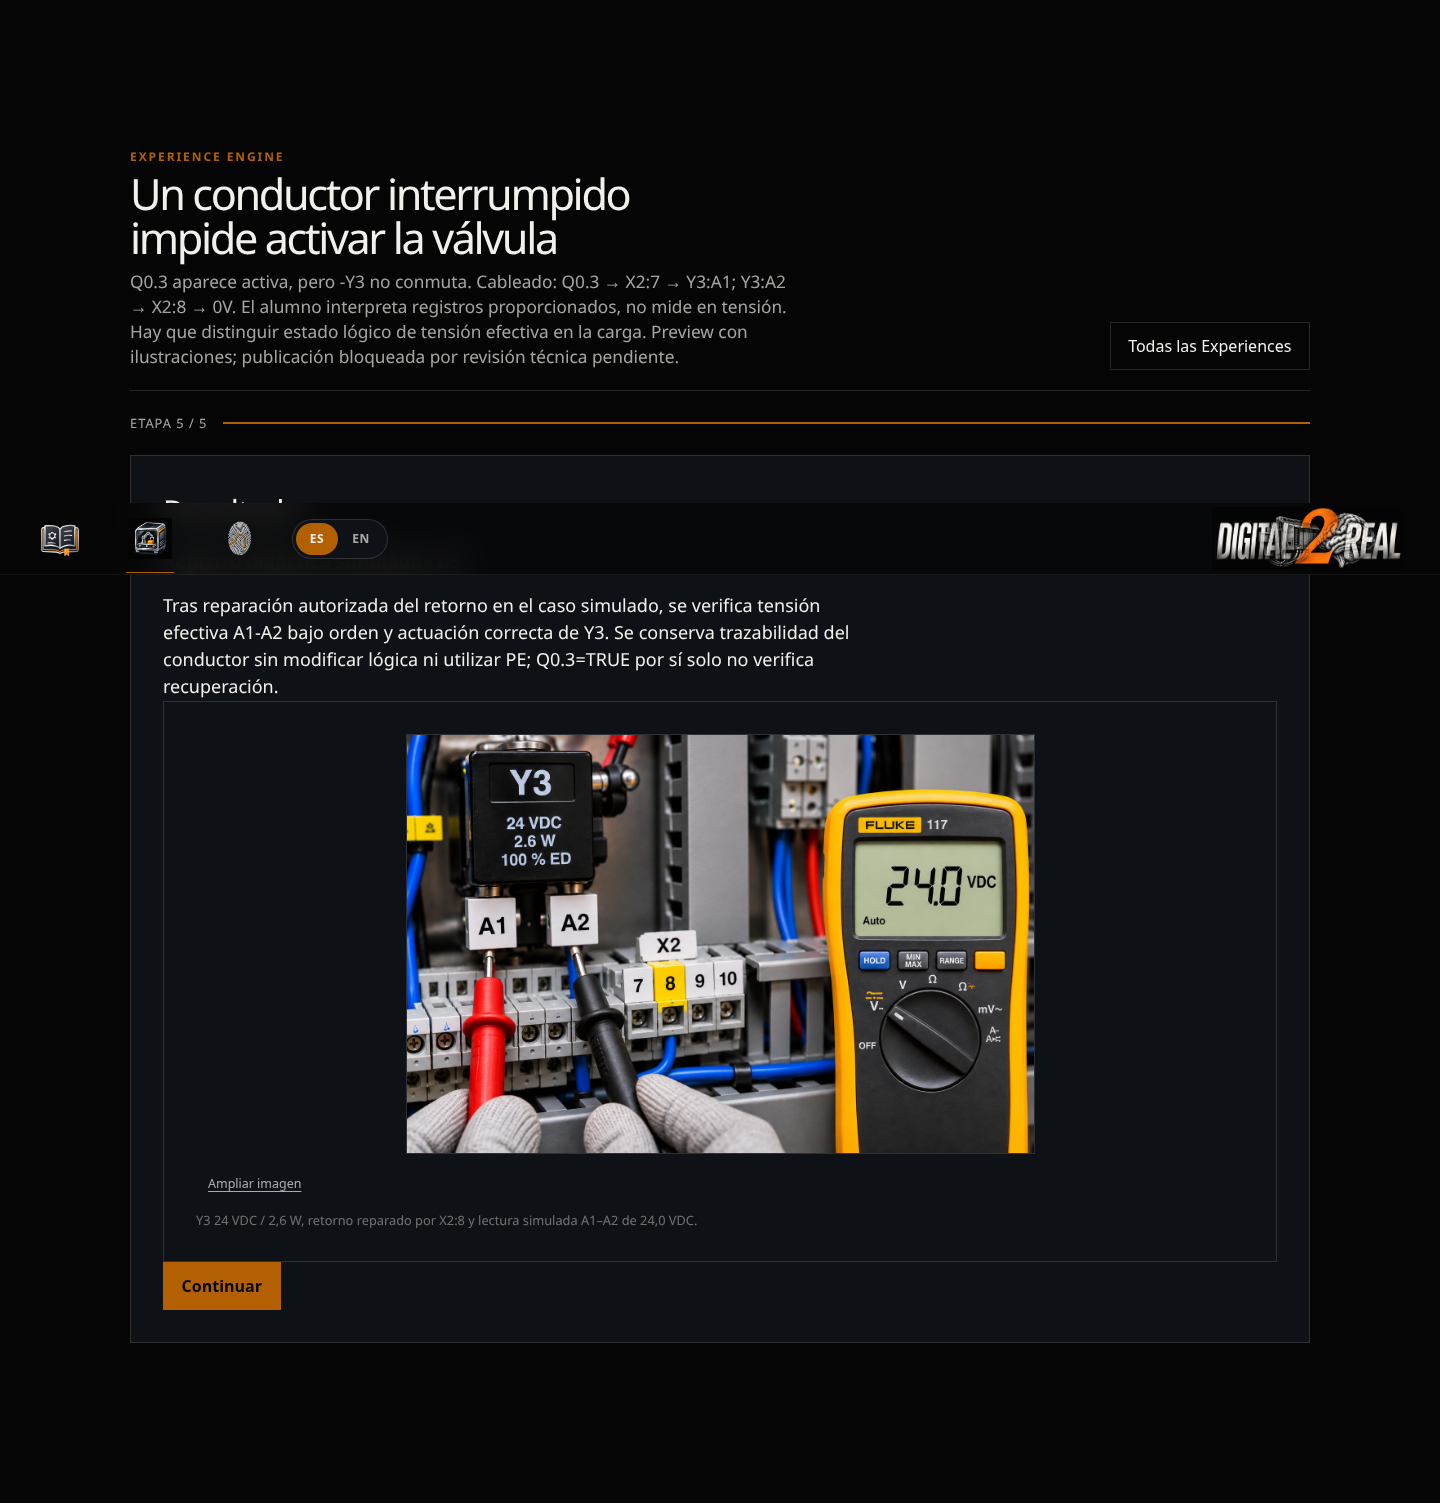 EXPERIENCE ENGINE
Un conductor interrumpido
impide activar la válvula
Q0.3 aparece activa, pero -Y3 no conmuta. Cableado: Q0.3 → X2:7 → Y3:A1; Y3:A2
→ X2:8 → 0V. El alumno interpreta registros proporcionados, no mide en tensión.
Hay que distinguir estado lógico de tensión efectiva en la carga. Preview con
ilustraciones; publicación bloqueada por revisión técnica pendiente.
Todas las Experiences
ETAPA 5 / 5
ES EN
DIGITAL 2 REAL
Tras reparación autorizada del retorno en el caso simulado, se verifica tensión
efectiva A1-A2 bajo orden y actuación correcta de Y3. Se conserva trazabilidad del
conductor sin modificar lógica ni utilizar PE; Q0.3=TRUE por sí solo no verifica
recuperación.
Y3
24 VDC
2.6 W
100 % ED
A1 A2
X2
7 8 9 10
FLUKE 117
24.0 VDC
Auto
HOLD MIN MAX RANGE
V Ω Ω
V
mV~
A
OFF
Ampliar imagen
Y3 24 VDC / 2,6 W, retorno reparado por X2:8 y lectura simulada A1–A2 de 24,0 VDC.
Continuar